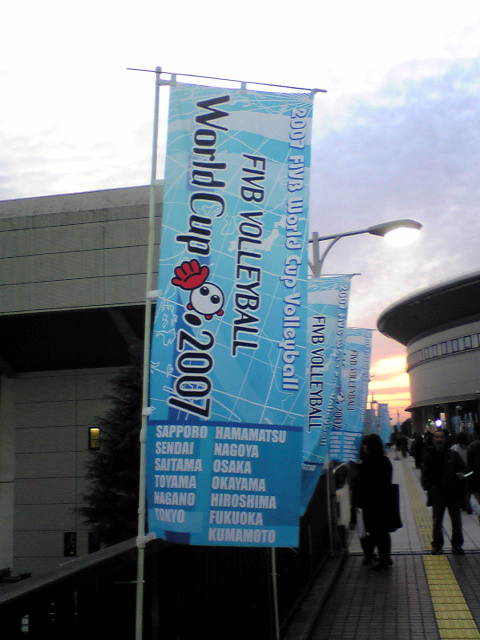 2007 FIVB World Cup Volleyball
FIVB VOLLEYBALL
World Cup 2007
SAPPORO HAMAMATSU
SENDAI NAGOYA
SAITAMA OSAKA
TOYAMA OKAYAMA
NAGANO HIROSHIMA
TOKYO FUKUOKA
KUMAMOTO
FIVB VOLLEYBALL